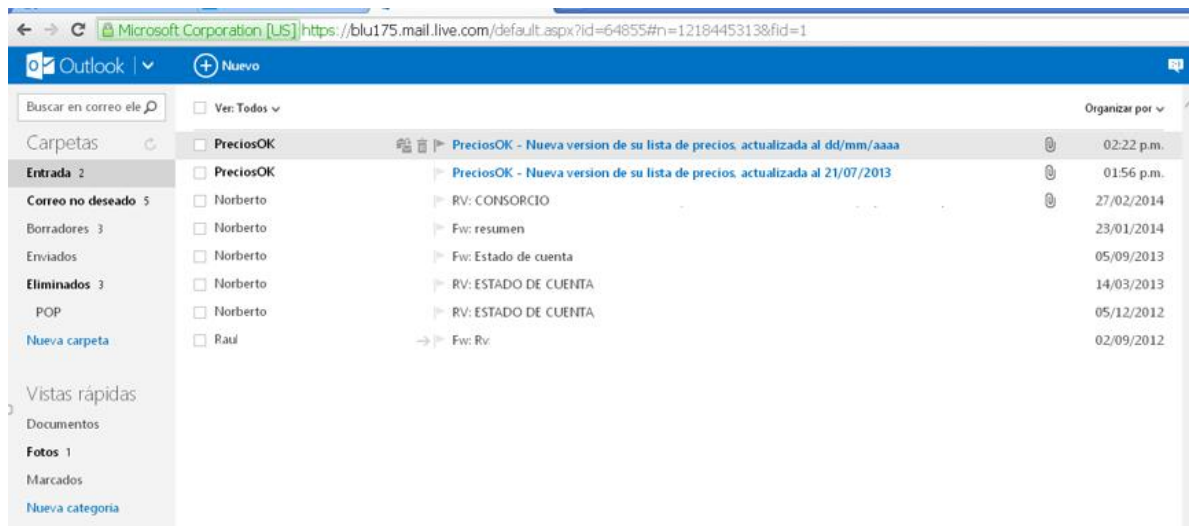 Microsoft Corporation [US] https://blu175.mail.live.com/default.aspx?id=64855#n=1218445313&fid=1
Outlook Nuevo
Buscar en correo ele Ver: Todos Organizar por
Carpetas PreciosOK PreciosOK - Nueva version de su lista de precios, actualizada al dd/mm/aaaa 02:22 p.m.
Entrada 2 PreciosOK PreciosOK - Nueva version de su lista de precios, actualizada al 21/07/2013 01:56 p.m.
Correo no deseado 5 Norberto RV: CONSORCIO 27/02/2014
Borradores 3 Norberto Fw: resumen 23/01/2014
Enviados Norberto Fw: Estado de cuenta 05/09/2013
Eliminados 3 Norberto RV: ESTADO DE CUENTA 14/03/2013
POP Norberto RV: ESTADO DE CUENTA 05/12/2012
Nueva carpeta Raul Fw: Rv: 02/09/2012
Vistas rápidas
Documentos
Fotos 1
Marcados
Nueva categoría